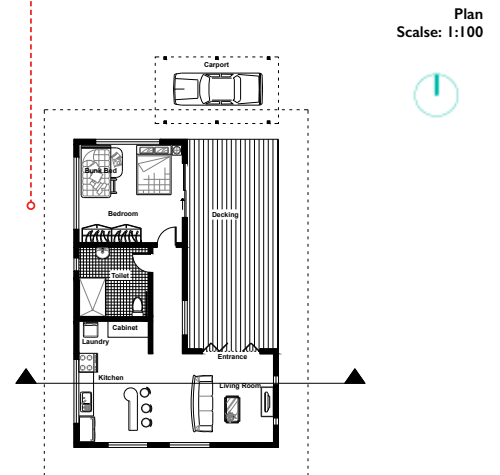 Plan
Scalse: 1:100
Carport
Bunk Bed
Bedroom
Decking
Toilet
Cabinet
Laundry
Entrance
Kitchen
Living Room